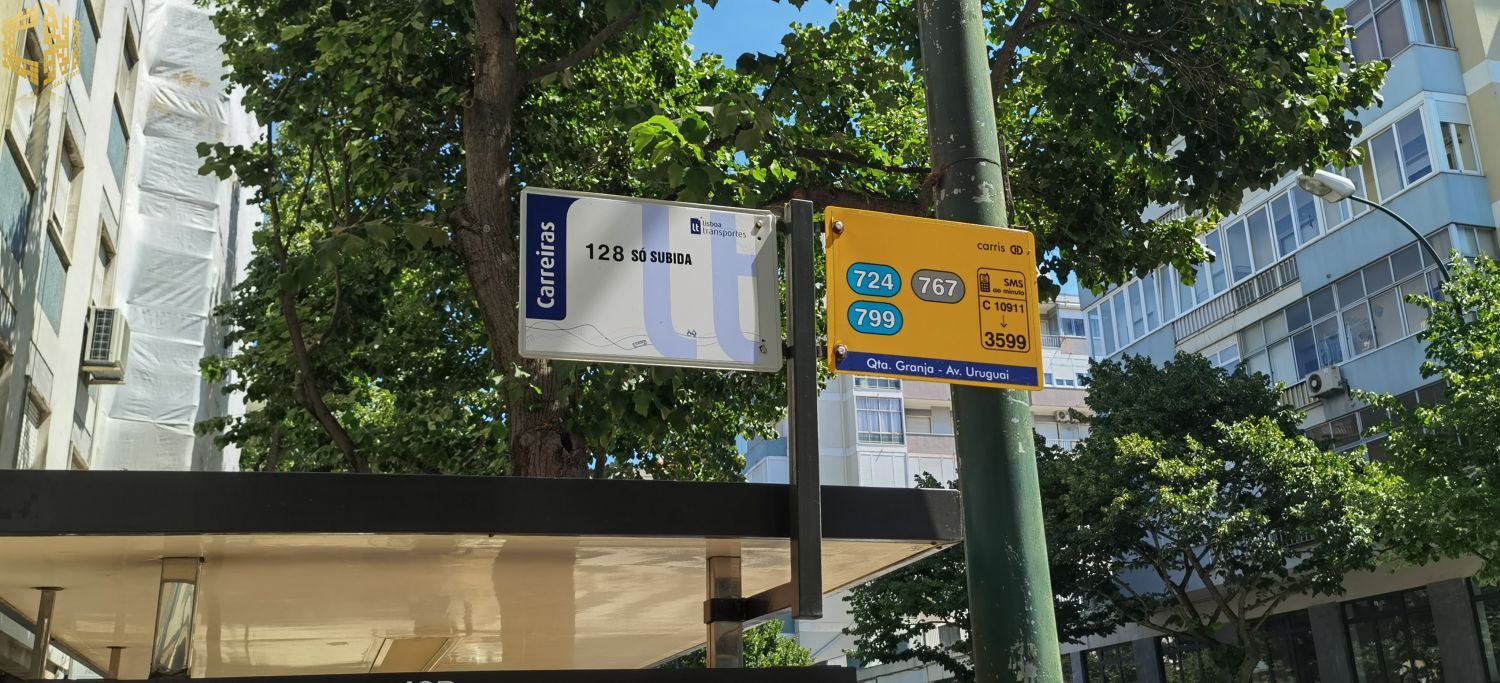 Carreiras
lt lisboa
transportes
128 SÓ SUBIDA
carris
724 767
799
SMS
ao minuto
C 10911
↓
3599
Qta. Granja - Av. Uruguai